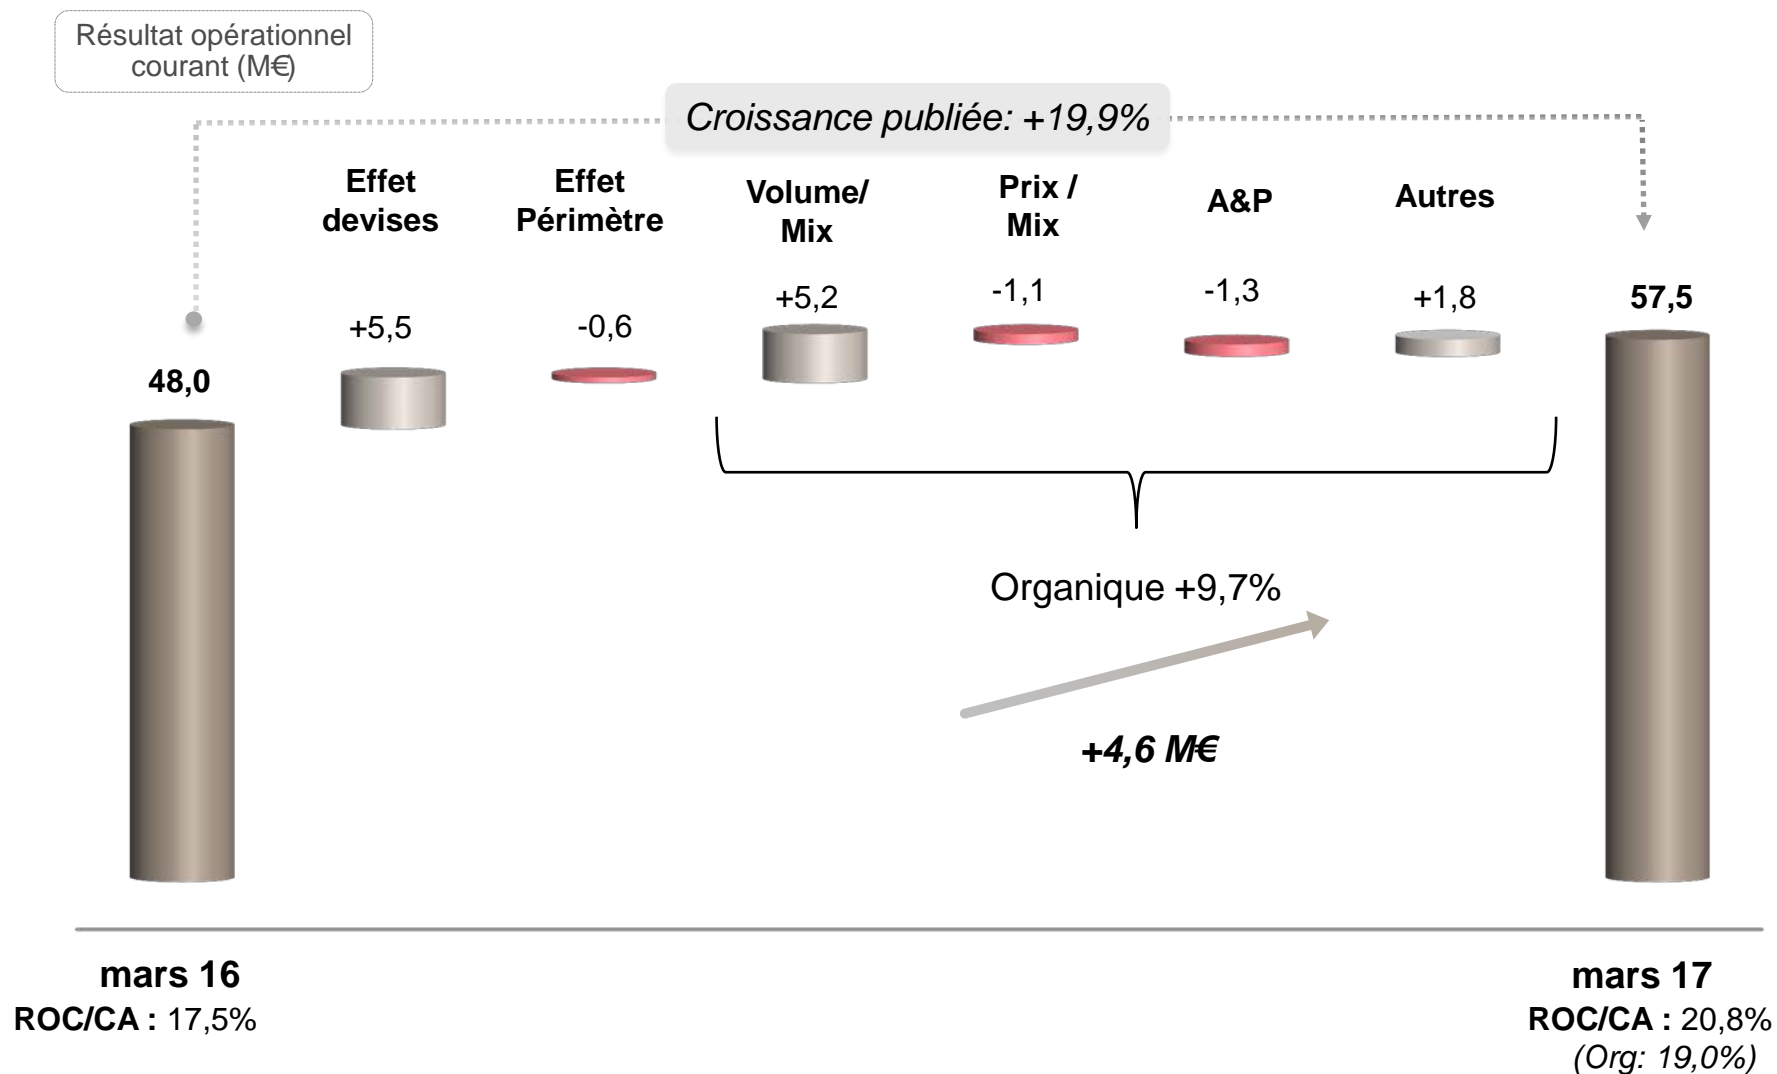 Résultat opérationnel
courant (M€)
Croissance publiée: +19,9%
Effet
devises
Effet
Périmètre
Volume/
Mix
Prix /
Mix
A&P
Autres
48,0
+5,5
-0,6
+5,2
-1,1
-1,3
+1,8
57,5
Organique +9,7%
+4,6 M€
mars 16
ROC/CA : 17,5%
mars 17
ROC/CA : 20,8%
(Org: 19,0%)